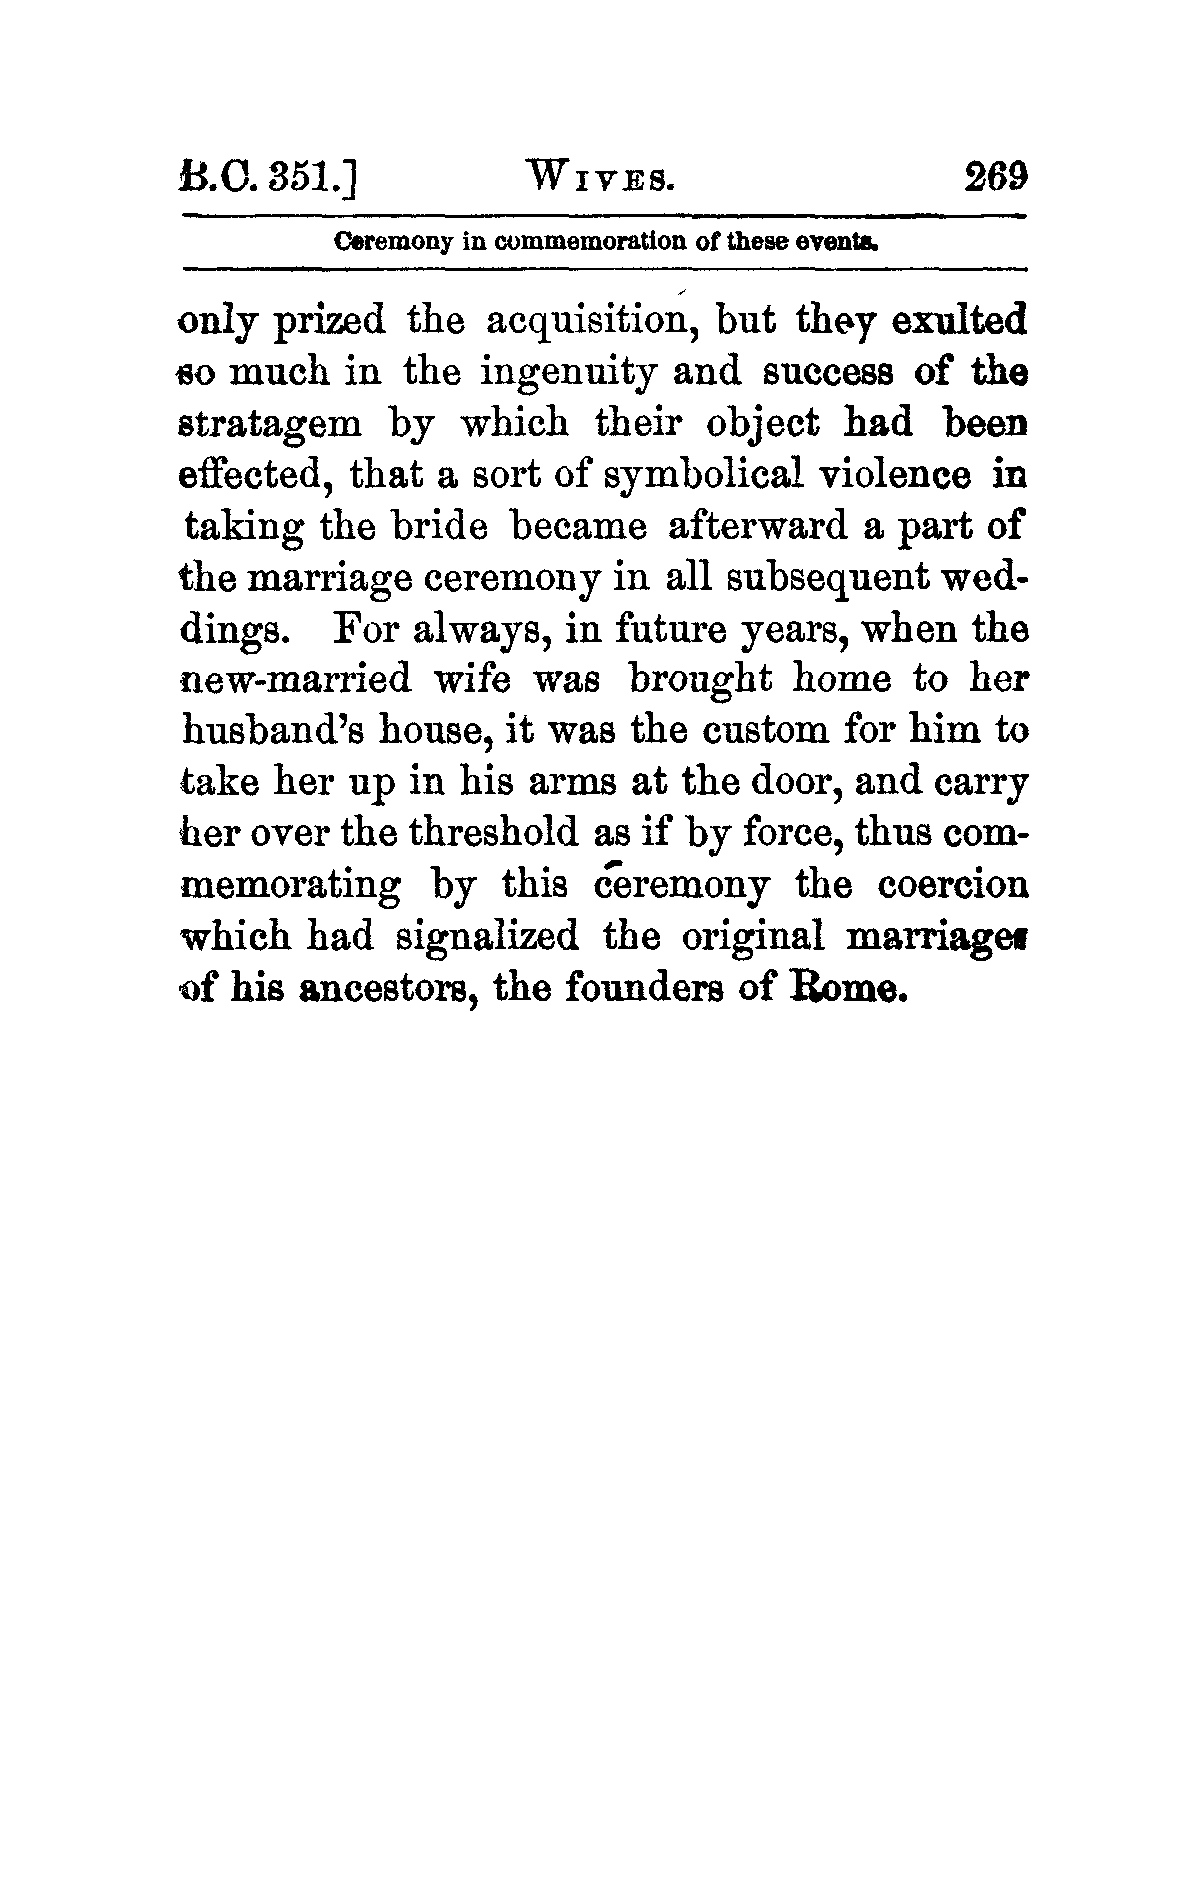 B.C. 351.] WIVES. 269
Ceremony in commemoration of these events.
only prized the acquisition, but they exulted
so much in the ingenuity and success of the
stratagem by which their object had been
effected, that a sort of symbolical violence in
taking the bride became afterward a part of
the marriage ceremony in all subsequent wed-
dings. For always, in future years, when the
new-married wife was brought home to her
husband's house, it was the custom for him to
take her up in his arms at the door, and carry
her over the threshold as if by force, thus com-
memorating by this ceremony the coercion
which had signalized the original marriages
of his ancestors, the founders of Rome.